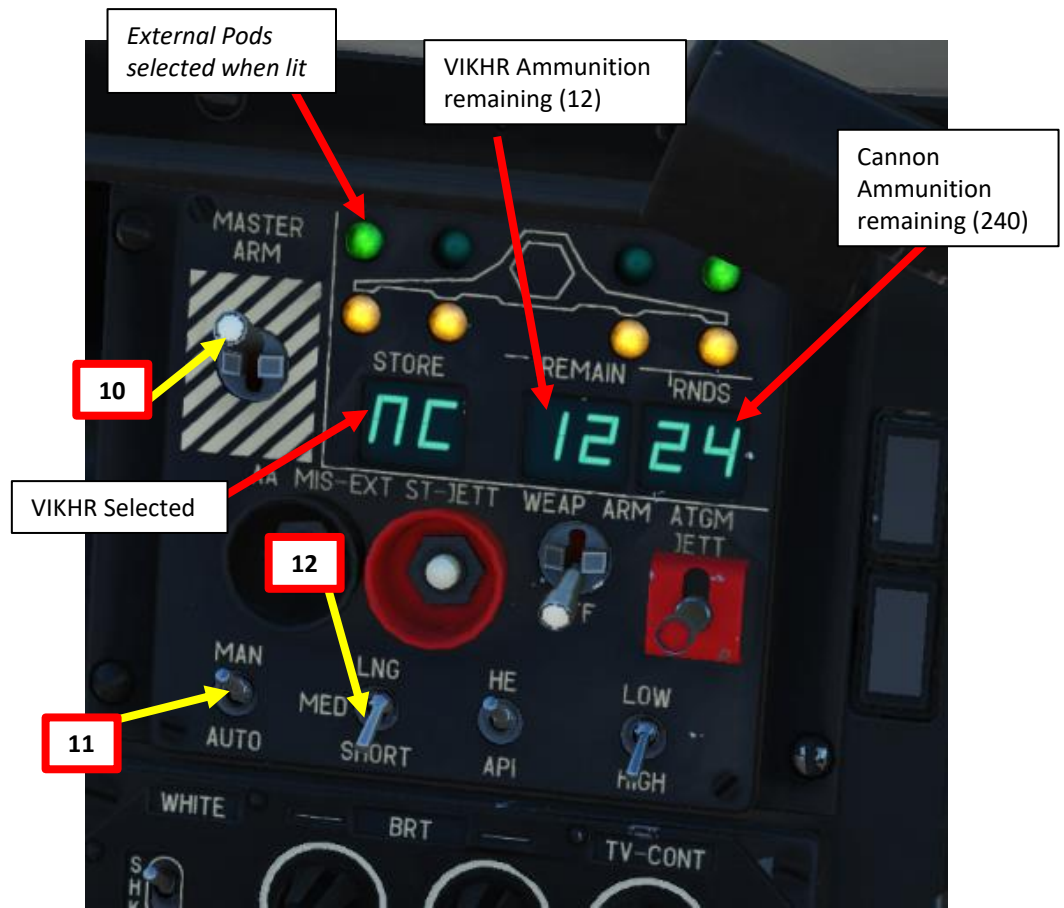 External Pods
selected when lit
VIKHR Ammunition
remaining (12)
Cannon
Ammunition
remaining (240)
MASTER
ARM
10
STORE
REMAIN
RNDS
ПС
12
24
VIKHR Selected
AA MIS-EXT ST-JETT
WEAP ARM
ATGM
JETT
12
MAN
LNG
HE
LOW
MED
11
AUTO
SHORT
API
HIGH
WHITE
BRT
TV-CONT
S
H
K